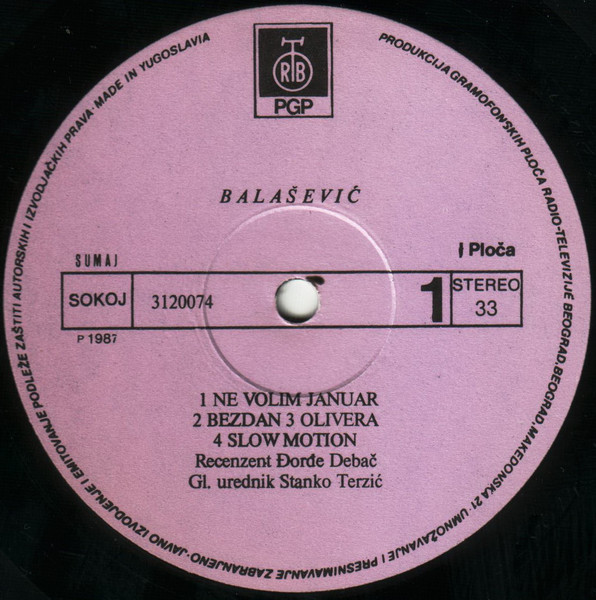 PRODUKCIJA GRAMOFONSKIH PLOČA RADIO-TELEVIZIJE BEOGRAD, BEOGRAD, MAKEDONSKA 21 · UMNOŽAVANJE I PRESNIMAVANJE ZABRANJENO · JAVNO IZVODJENJE I EMITOVANJE PODLEŽE ZAŠTITI AUTORSKIH I IZVODJAČKIH PRAVA · MADE IN YUGOSLAVIA
RTB
PGP
BALAŠEVIĆ
SUMAJ
I Ploča
SOKOJ
3120074
1
STEREO
33
P 1987
1 NE VOLIM JANUAR
2 BEZDAN 3 OLIVERA
4 SLOW MOTION
Recenzent Đorđe Debač
Gl. urednik Stanko Terzić